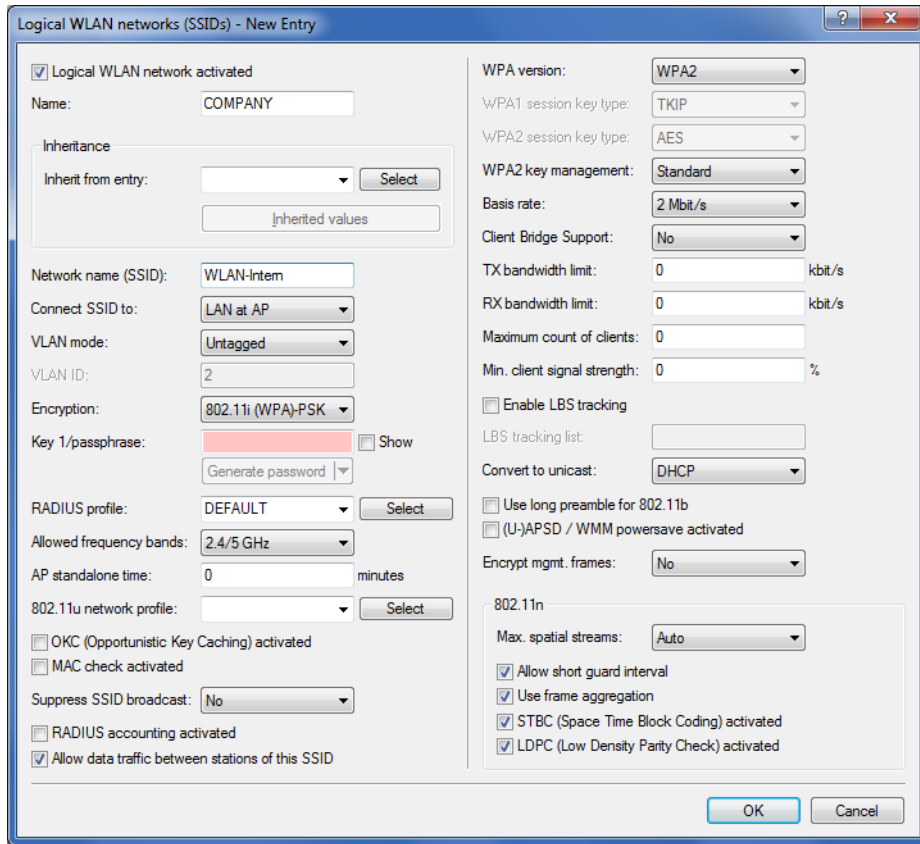 Logical WLAN networks (SSIDs) - New Entry
Logical WLAN network activated
Name: COMPANY
Inheritance
Inherit from entry: Select
Inherited values
Network name (SSID): WLAN-Intern
Connect SSID to: LAN at AP
VLAN mode: Untagged
VLAN ID: 2
Encryption: 802.11i (WPA)-PSK
Key 1/passphrase: Show
Generate password
RADIUS profile: DEFAULT Select
Allowed frequency bands: 2.4/5 GHz
AP standalone time: 0 minutes
802.11u network profile: Select
OKC (Opportunistic Key Caching) activated
MAC check activated
Suppress SSID broadcast: No
RADIUS accounting activated
Allow data traffic between stations of this SSID
WPA version: WPA2
WPA1 session key type: TKIP
WPA2 session key type: AES
WPA2 key management: Standard
Basis rate: 2 Mbit/s
Client Bridge Support: No
TX bandwidth limit: 0 kbit/s
RX bandwidth limit: 0 kbit/s
Maximum count of clients: 0
Min. client signal strength: 0 %
Enable LBS tracking
LBS tracking list:
Convert to unicast: DHCP
Use long preamble for 802.11b
(U-)APSD / WMM powersave activated
Encrypt mgmt. frames: No
802.11n
Max. spatial streams: Auto
Allow short guard interval
Use frame aggregation
STBC (Space Time Block Coding) activated
LDPC (Low Density Parity Check) activated
OK Cancel